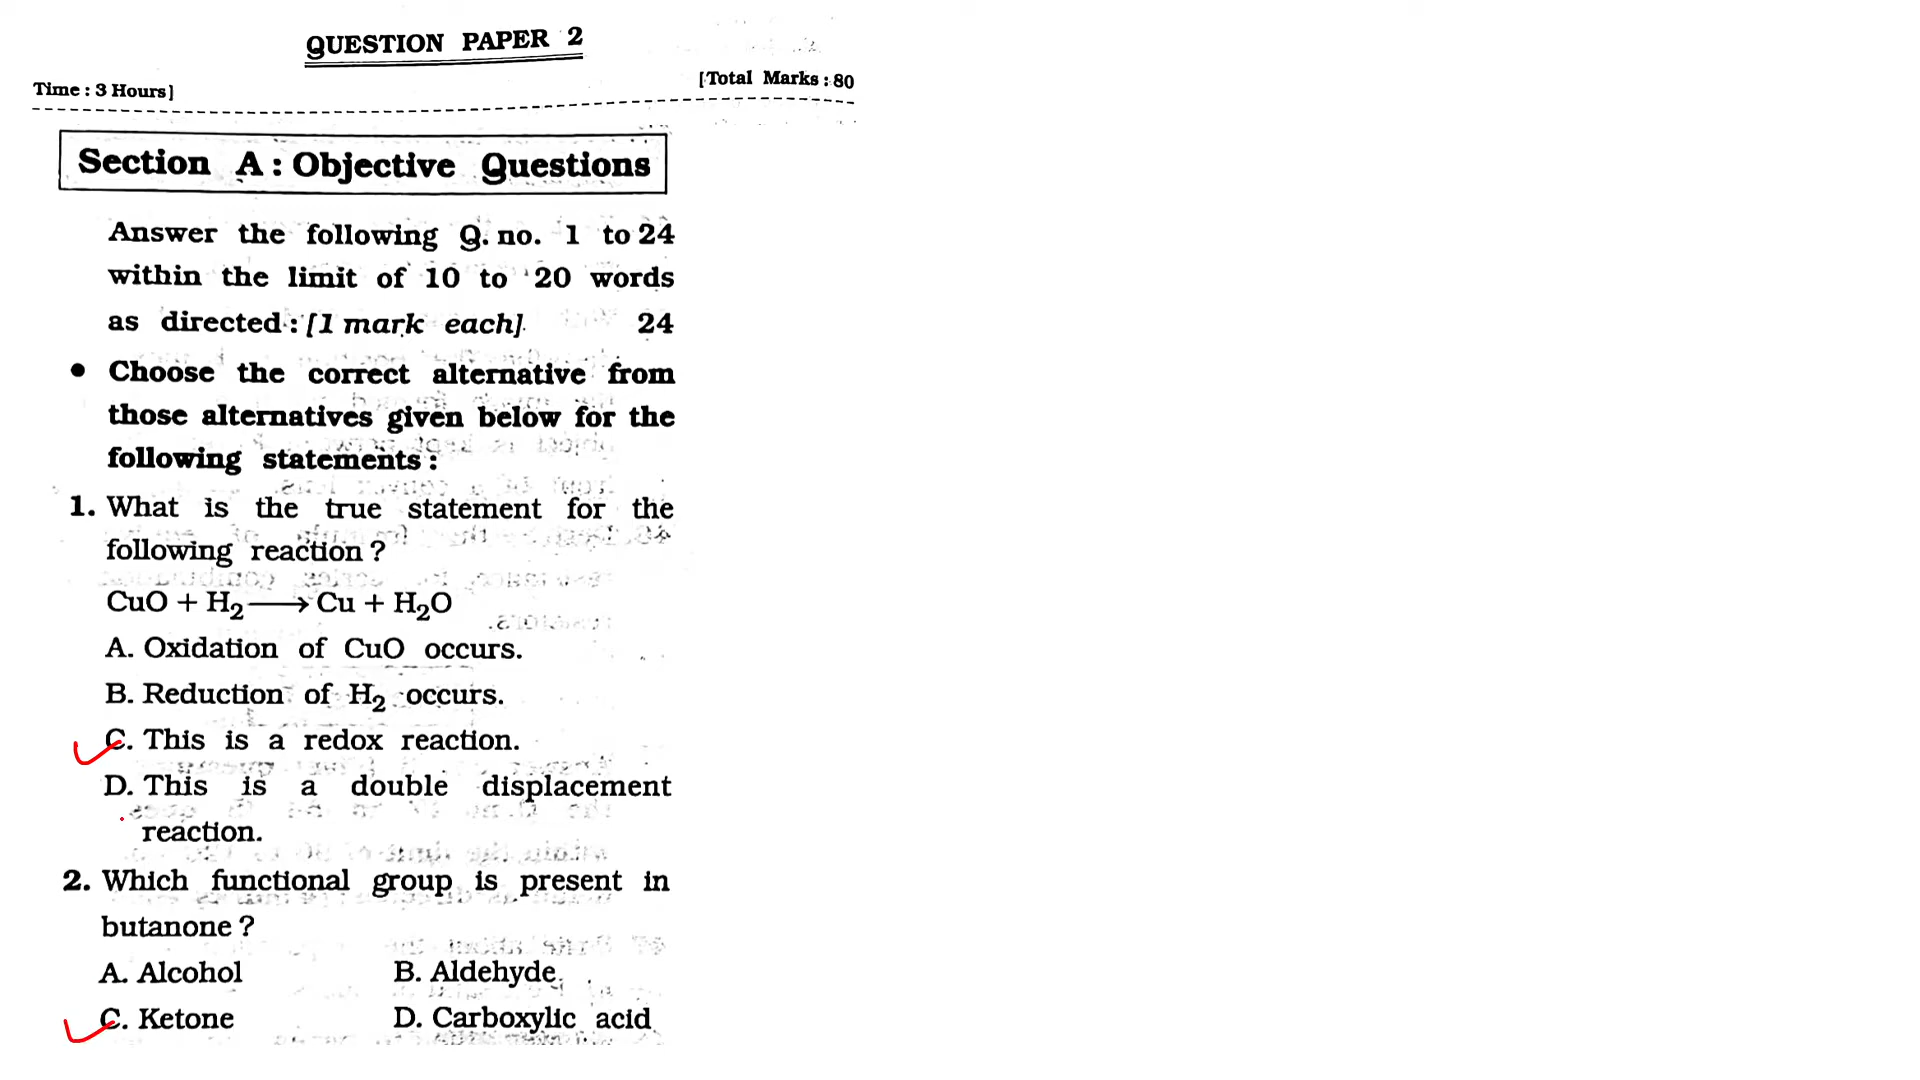 QUESTION PAPER 2
Time : 3 Hours]
[Total Marks : 80
Section A : Objective Questions
Answer the following Q. no. 1 to 24
within the limit of 10 to 20 words
as directed : [1 mark each] 24
• Choose the correct alternative from
those alternatives given below for the
following statements :
1. What is the true statement for the
following reaction ?
CuO + H₂ ⟶ Cu + H₂O
A. Oxidation of CuO occurs.
B. Reduction of H₂ occurs.
C. This is a redox reaction.
D. This is a double displacement
reaction.
2. Which functional group is present in
butanone ?
A. Alcohol B. Aldehyde
C. Ketone D. Carboxylic acid